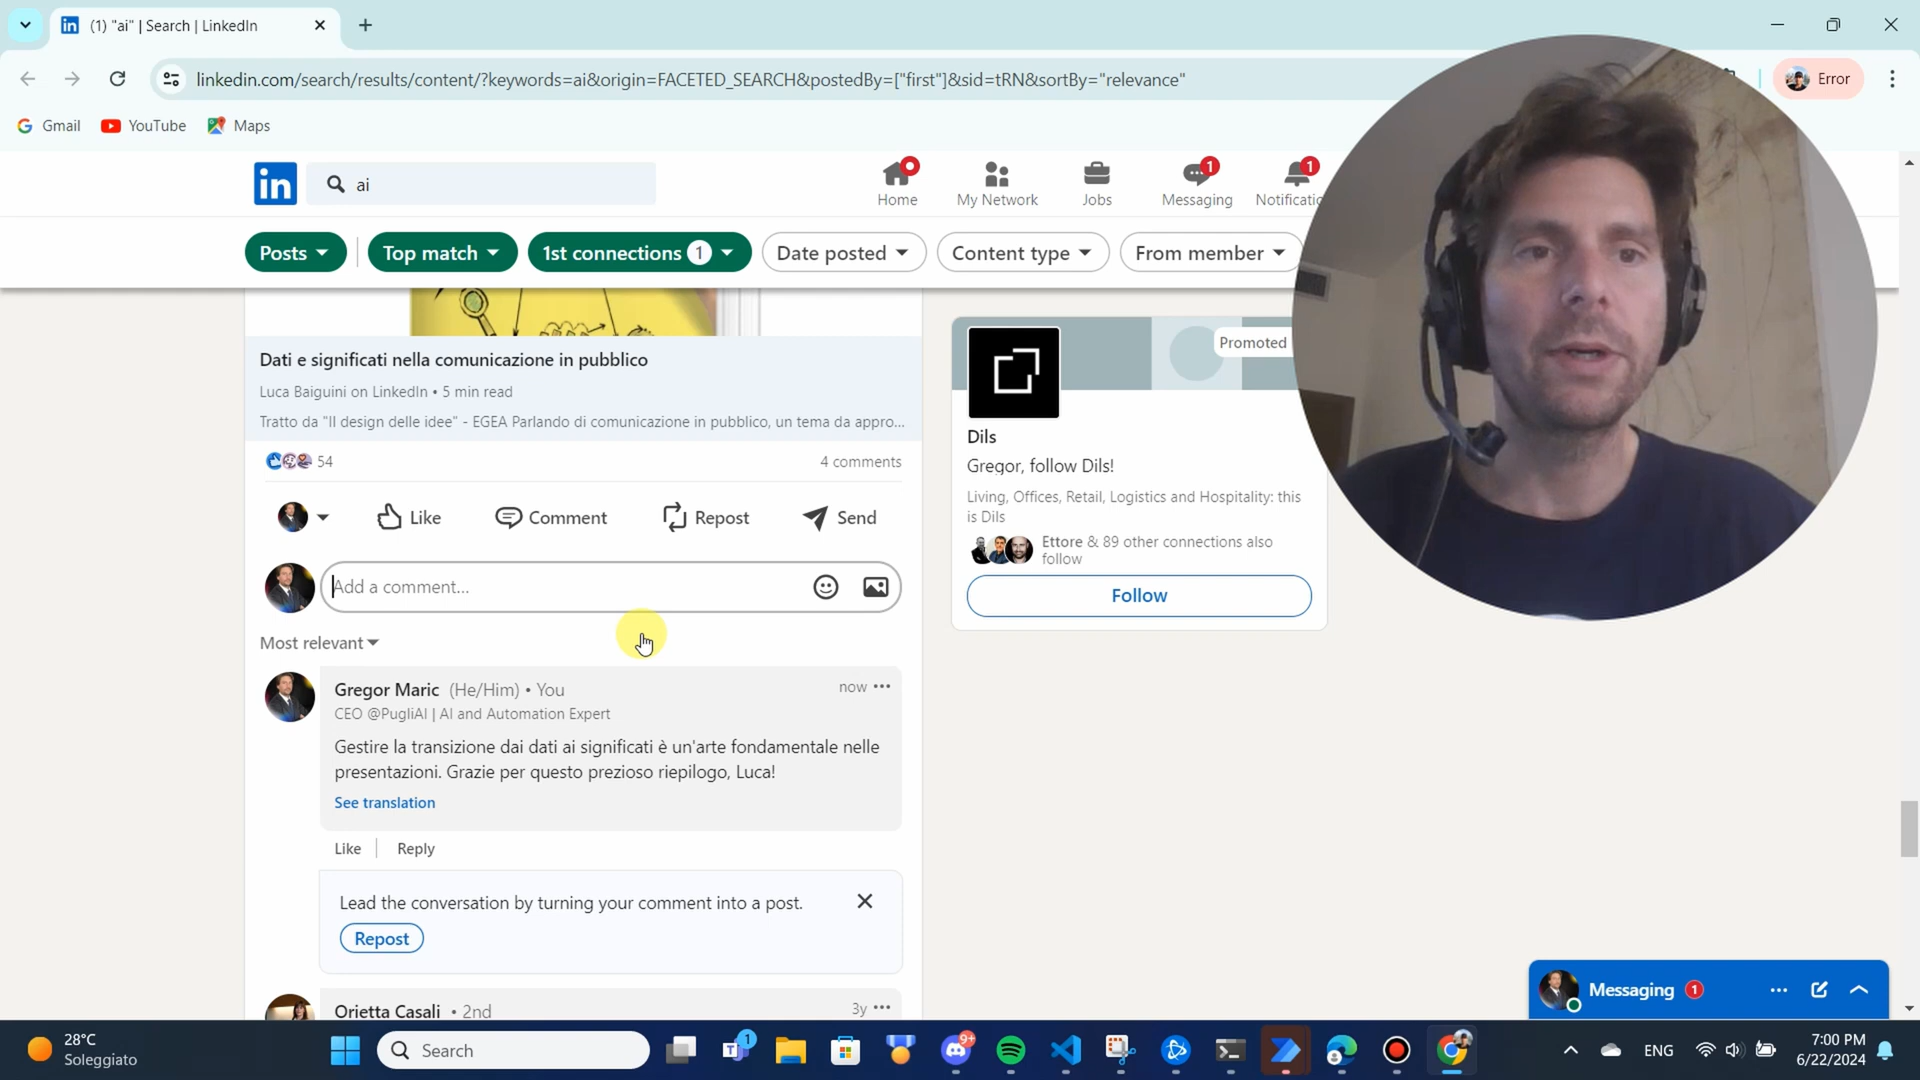 (1) "ai" | Search | LinkedIn
linkedin.com/search/results/content/?keywords=ai&origin=FACETED_SEARCH&postedBy=["first"]&sid=tRN&sortBy="relevance"
Error
Gmail
YouTube
Maps
in
ai
Home
My Network
Jobs
1
Messaging
1
Posts
Top match
1st connections 1
Date posted
Content type
From member
Dati e significati nella comunicazione in pubblico
Luca Baiguini on LinkedIn • 5 min read
Tratto da "Il design delle idee" - EGEA Parlando di comunicazione in pubblico, un tema da appro...
54
4 comments
Like
Comment
Repost
Send
Add a comment...
Most relevant
Gregor Maric (He/Him) • You
now
CEO @PugliAI | AI and Automation Expert
Gestire la transizione dai dati ai significati è un'arte fondamentale nelle
presentazioni. Grazie per questo prezioso riepilogo, Luca!
See translation
Like
Reply
Lead the conversation by turning your comment into a post.
Repost
Orietta Casali • 2nd
3y
Promoted
Dils
Gregor, follow Dils!
Living, Offices, Retail, Logistics and Hospitality: this
is Dils
Ettore & 89 other connections also
follow
Follow
Messaging 1
28°C
Soleggiato
Search
1
9+
ENG
7:00 PM
6/22/2024